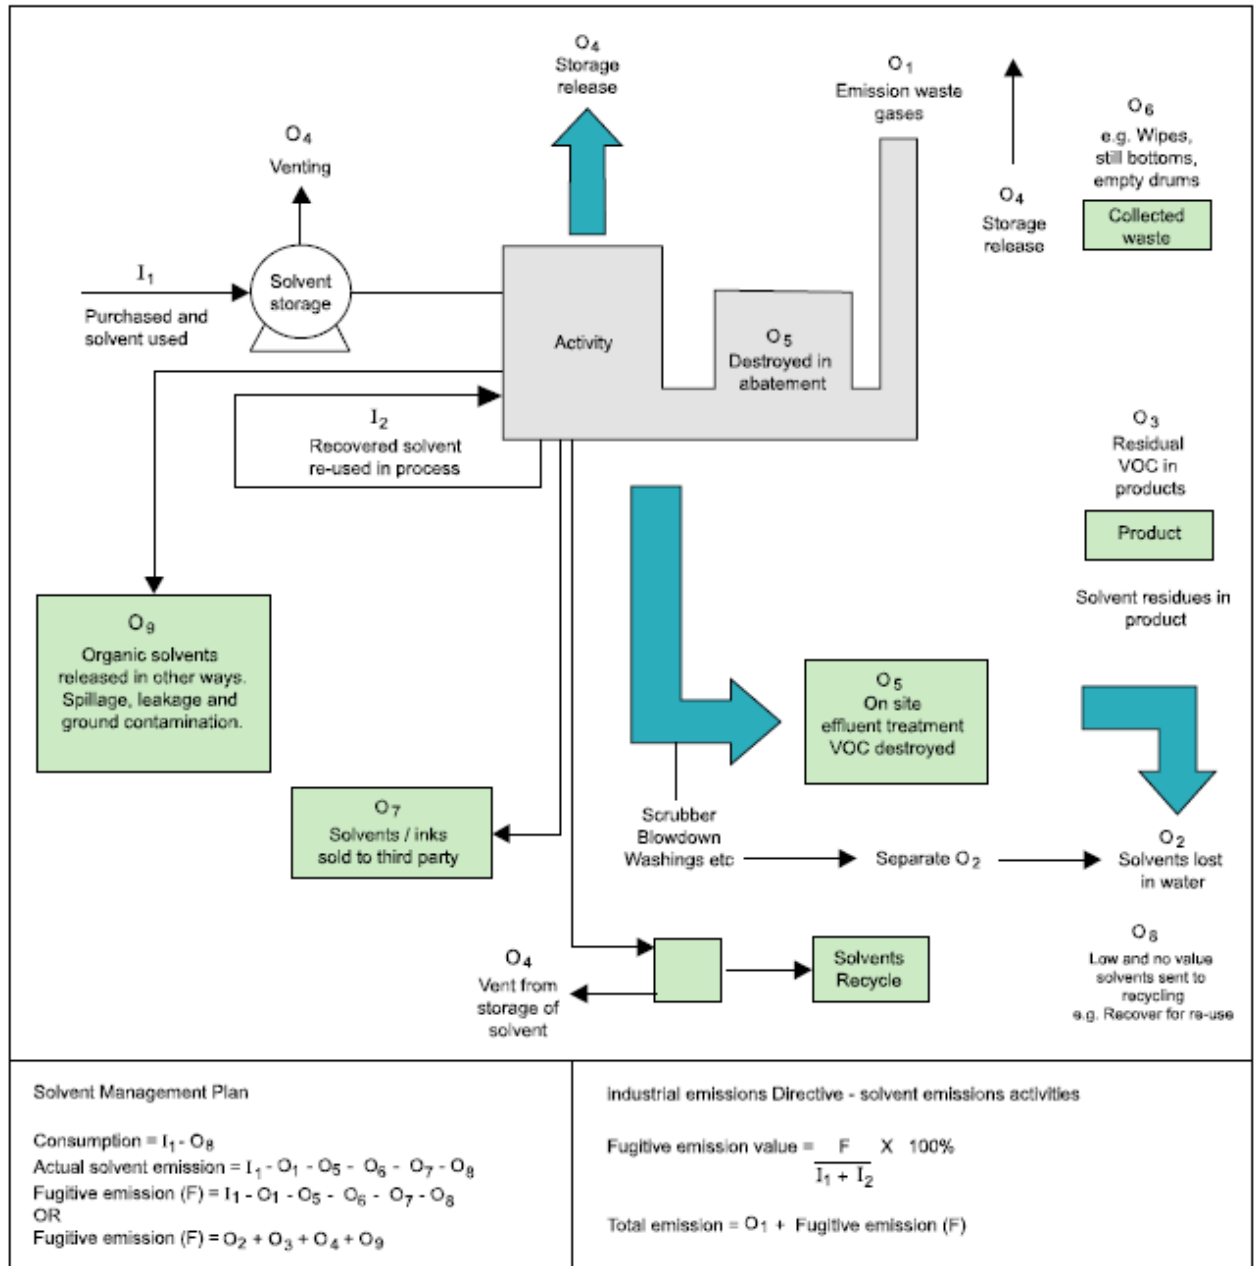 O4
Storage
release
O1
Emission waste
gases
O6
e.g. Wipes,
still bottoms,
empty drums
Collected
waste
O4
Venting
O4
Storage
release
I1
Purchased and
solvent used
Solvent
storage
Activity
O5
Destroyed in
abatement
I2
Recovered solvent
re-used in process
O3
Residual
VOC in
products
Product
Solvent residues in
product
O9
Organic solvents
released in other ways.
Spillage, leakage and
ground contamination.
O5
On site
effluent treatment
VOC destroyed
O7
Solvents / inks
sold to third party
Scrubber
Blowdown
Washings etc
Separate O2
O2
Solvents lost
in water
O4
Vent from
storage of
solvent
Solvents
Recycle
O8
Low and no value
solvents sent to
recycling
e.g. Recover for re-use
Solvent Management Plan
Consumption = I1 - O8
Actual solvent emission = I1 - O1 - O5 - O6 - O7 - O8
Fugitive emission (F) = I1 - O1 - O5 - O6 - O7 - O8
OR
Fugitive emission (F) = O2 + O3 + O4 + O9
Industrial emissions Directive - solvent emissions activities
Fugitive emission value = F X 100%
I1 + I2
Total emission = O1 + Fugitive emission (F)